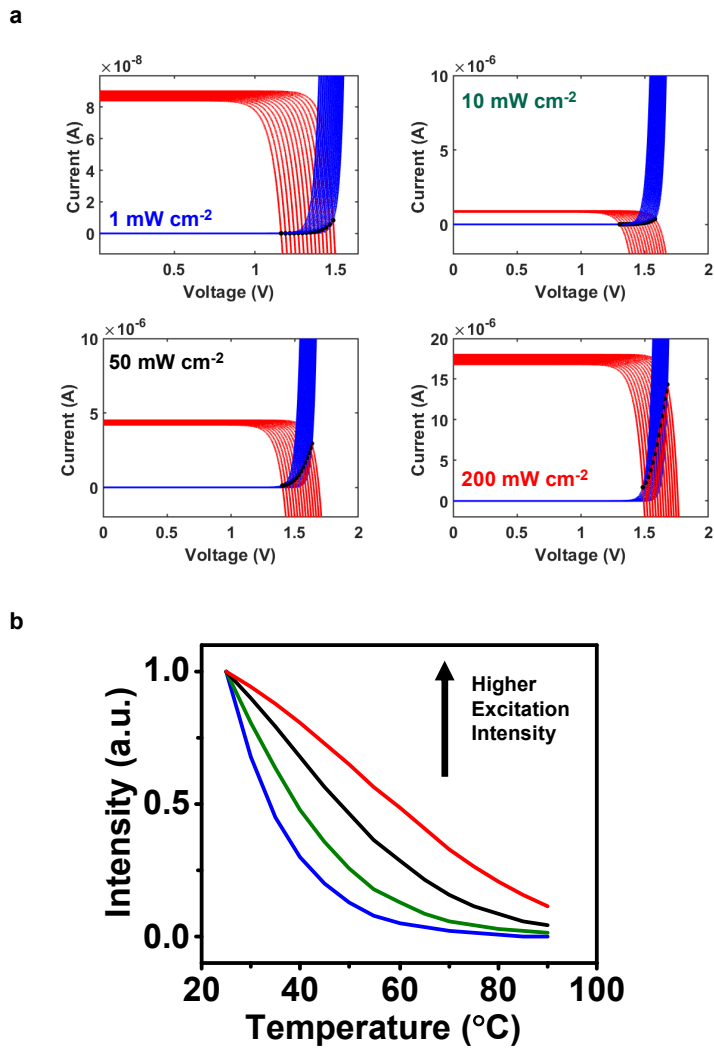 a
×10⁻⁸
8
6
4
2
0
Current (A)
1 mW cm⁻²
0.5
1
1.5
Voltage (V)
×10⁻⁶
10
5
0
Current (A)
10 mW cm⁻²
0
0.5
1
1.5
2
Voltage (V)
×10⁻⁶
10
5
0
Current (A)
50 mW cm⁻²
0
0.5
1
1.5
2
Voltage (V)
×10⁻⁶
20
15
10
5
0
Current (A)
200 mW cm⁻²
0
0.5
1
1.5
2
Voltage (V)
b
1.0
0.5
0.0
Intensity (a.u.)
Higher
Excitation
Intensity
20
40
60
80
100
Temperature (°C)